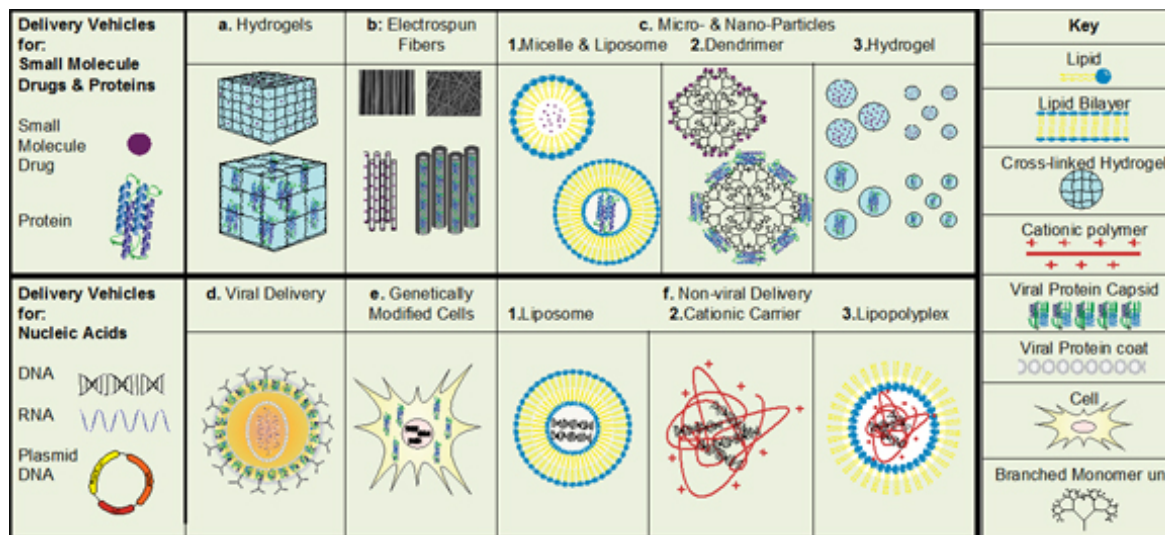 Delivery Vehicles
for:
Small Molecule
Drugs & Proteins
Small
Molecule
Drug
Protein
a. Hydrogels
b. Electrospun
Fibers
c. Micro- & Nano-Particles
1.Micelle & Liposome
2.Dendrimer
3.Hydrogel
Delivery Vehicles
for:
Nucleic Acids
DNA
RNA
Plasmid
DNA
d. Viral Delivery
e. Genetically
Modified Cells
f. Non-viral Delivery
1.Liposome
2.Cationic Carrier
3.Lipopolyplex
Key
Lipid
Lipid Bilayer
Cross-linked Hydrogel
Cationic polymer
Viral Protein Capsid
Viral Protein coat
Cell
Branched Monomer un